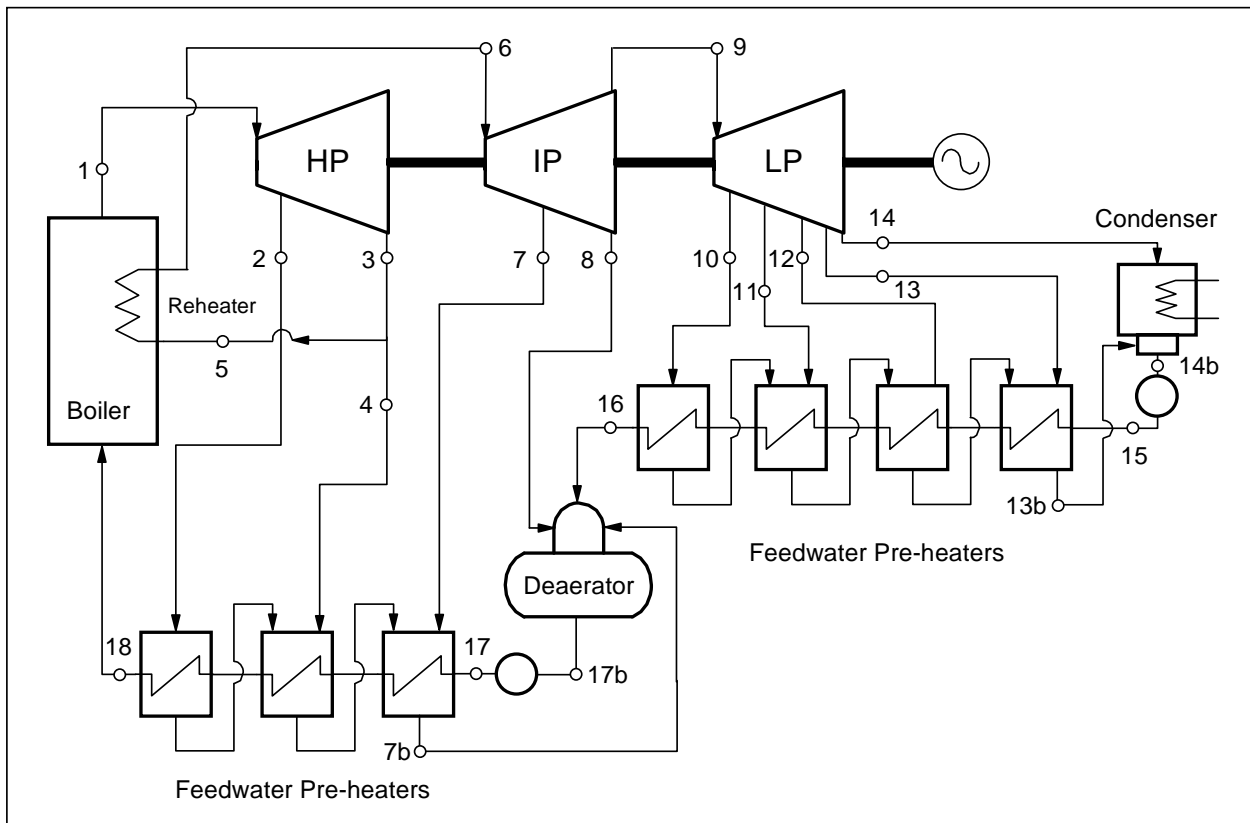 6
9
1
HP
IP
LP
14
Condenser
2
3
7
8
10
12
13
11
Reheater
5
14b
Boiler
4
16
15
13b
Feedwater Pre-heaters
Deaerator
18
17
17b
7b
Feedwater Pre-heaters